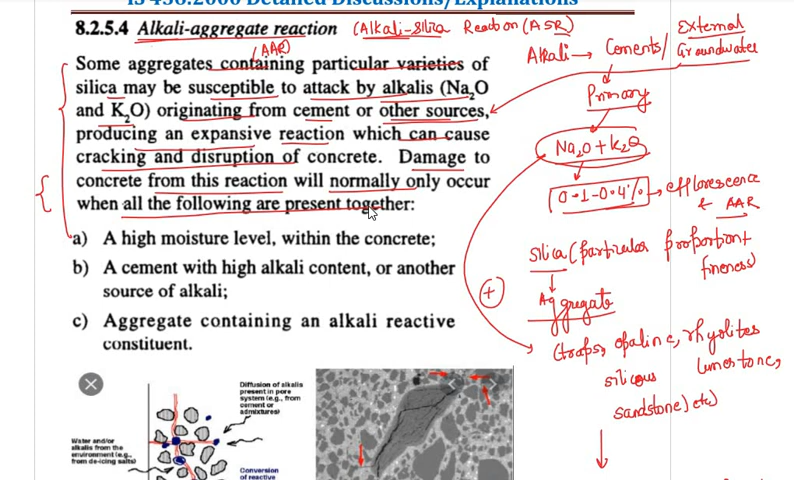 IS 456:2000 Detailed Discussions/Explanations
8.2.5.4 Alkali-aggregate reaction (Alkali-Silica Reaction (ASR)
(AAR)
Some aggregates containing particular varieties of
silica may be susceptible to attack by alkalis (Na2O
and K2O) originating from cement or other sources,
producing an expansive reaction which can cause
cracking and disruption of concrete. Damage to
concrete from this reaction will normally only occur
when all the following are present together:
a) A high moisture level, within the concrete;
b) A cement with high alkali content, or another
source of alkali;
c) Aggregate containing an alkali reactive
constituent.
External
Alkali → Cements/ Groundwater
Primary
Na2O + K2O
0.1-0.4% → efflorescence
& AAR
Silica (particular proportion +
fineness)
Aggregate
+
(traps, opaline, rhyolites
silicious limestone,
sandstone) etc)
Diffusion of alkalis
present in pore
system (e.g., from
cement or
admixtures)
Water and/or
alkalis from the
environment (e.g.,
from de-icing salts)
Conversion
of reactive